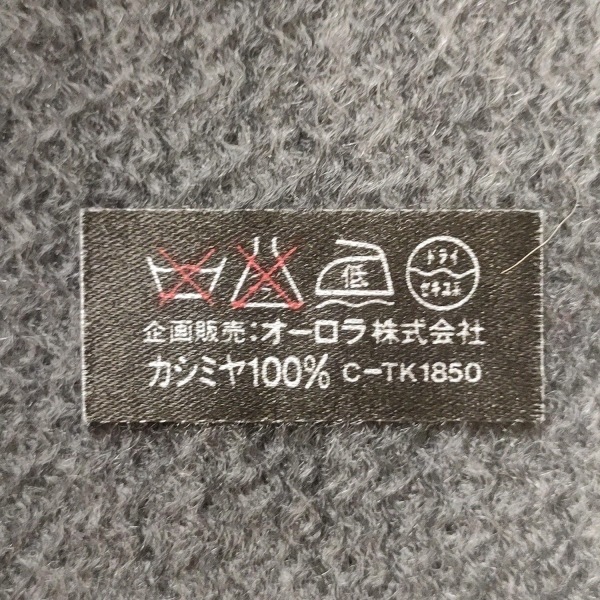 低 ドライ
セキユ系
企画販売：オーロラ株式会社
カシミヤ100% C-TK1850